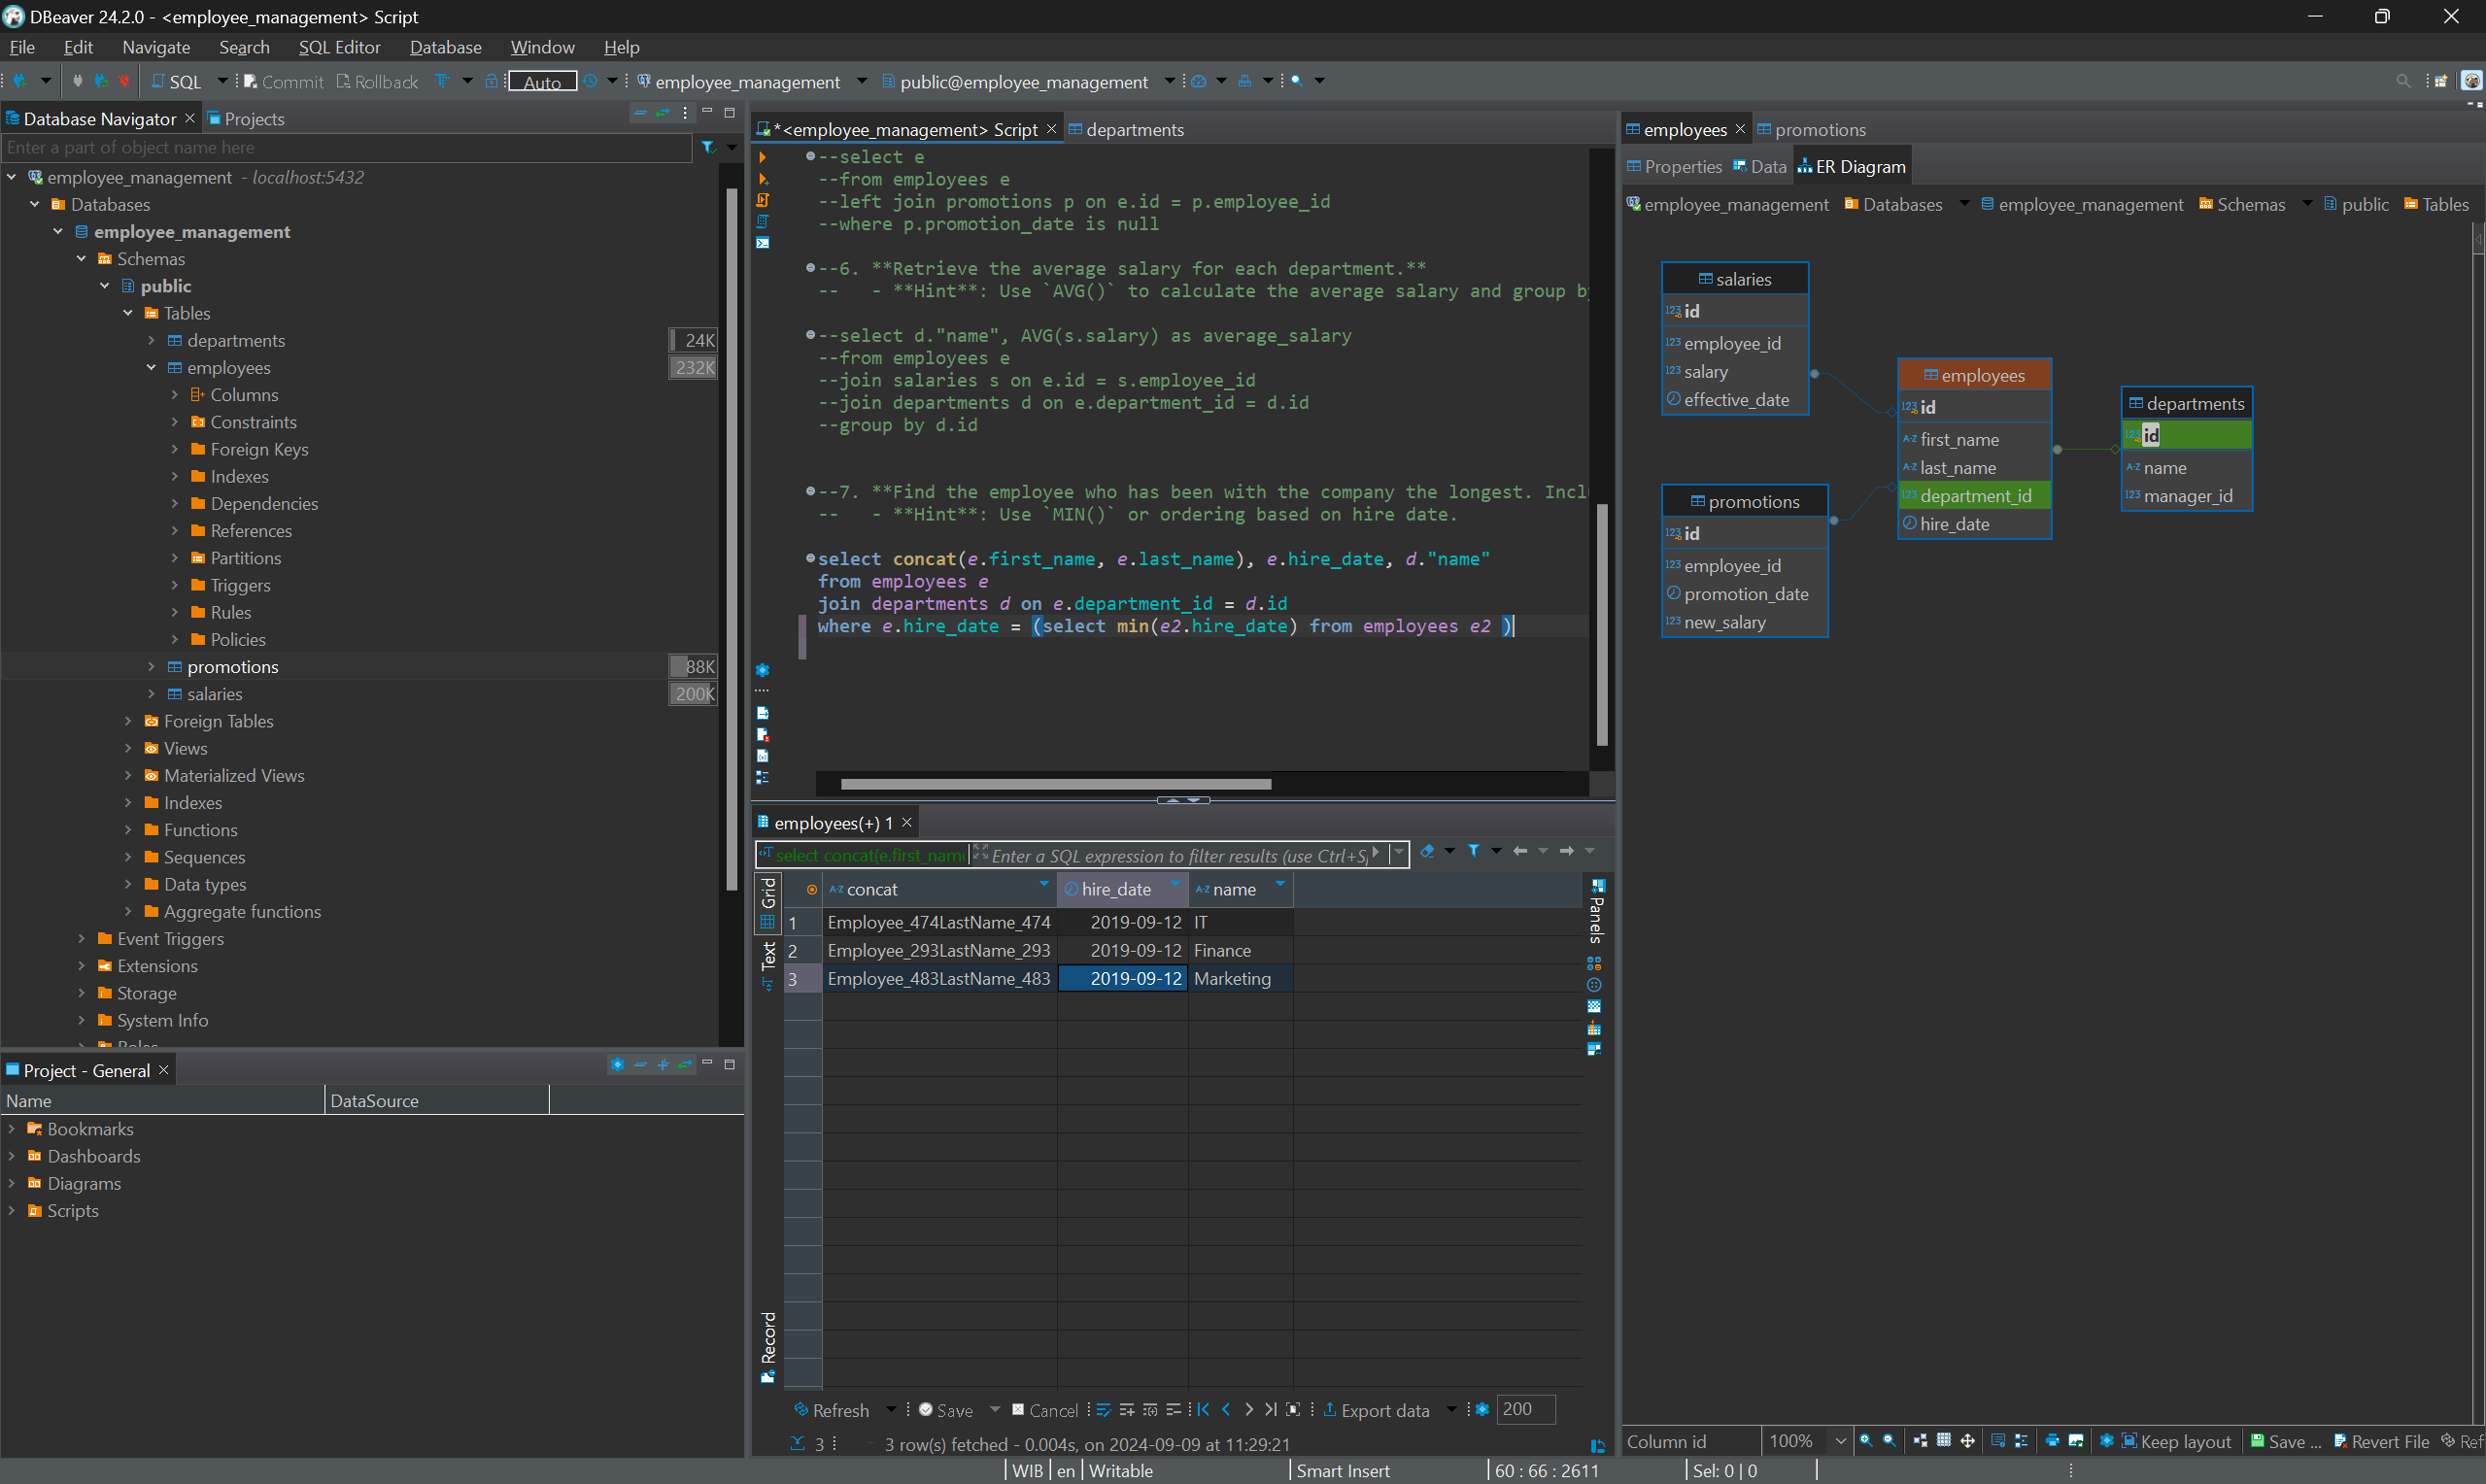 DBeaver 24.2.0 - <employee_management> Script
File Edit Navigate Search SQL Editor Database Window Help
SQL Commit Rollback Auto employee_management public@employee_management
Database Navigator Projects
Enter a part of object name here
employee_management - localhost:5432
Databases
employee_management
Schemas
public
Tables
departments 24K
employees 232K
Columns
Constraints
Foreign Keys
Indexes
Dependencies
References
Partitions
Triggers
Rules
Policies
promotions 88K
salaries 200K
Foreign Tables
Views
Materialized Views
Indexes
Functions
Sequences
Data types
Aggregate functions
Event Triggers
Extensions
Storage
System Info
Roles
Project - General
Name DataSource
Bookmarks
Dashboards
Diagrams
Scripts
*<employee_management> Script departments
--select e
--from employees e
--left join promotions p on e.id = p.employee_id
--where p.promotion_date is null
--6. **Retrieve the average salary for each department.**
-- - **Hint**: Use `AVG()` to calculate the average salary and group b
--select d."name", AVG(s.salary) as average_salary
--from employees e
--join salaries s on e.id = s.employee_id
--join departments d on e.department_id = d.id
--group by d.id
--7. **Find the employee who has been with the company the longest. Incl
-- - **Hint**: Use `MIN()` or ordering based on hire date.
select concat(e.first_name, e.last_name), e.hire_date, d."name"
from employees e
join departments d on e.department_id = d.id
where e.hire_date = (select min(e2.hire_date) from employees e2 )
employees(+) 1
select concat(e.first_name Enter a SQL expression to filter results (use Ctrl+S
Grid
Text
Record
concat hire_date name
1 Employee_474LastName_474 2019-09-12 IT
2 Employee_293LastName_293 2019-09-12 Finance
3 Employee_483LastName_483 2019-09-12 Marketing
Panels
Refresh Save Cancel Export data 200
3 3 row(s) fetched - 0.004s, on 2024-09-09 at 11:29:21
employees promotions
Properties Data ER Diagram
employee_management Databases employee_management Schemas public Tables
salaries
id
employee_id
salary
effective_date
employees
id
first_name
last_name
department_id
hire_date
departments
id
name
manager_id
promotions
id
employee_id
promotion_date
new_salary
Column id 100% Keep layout Save ... Revert File Ref
WIB en Writable Smart Insert 60 : 66 : 2611 Sel: 0 | 0